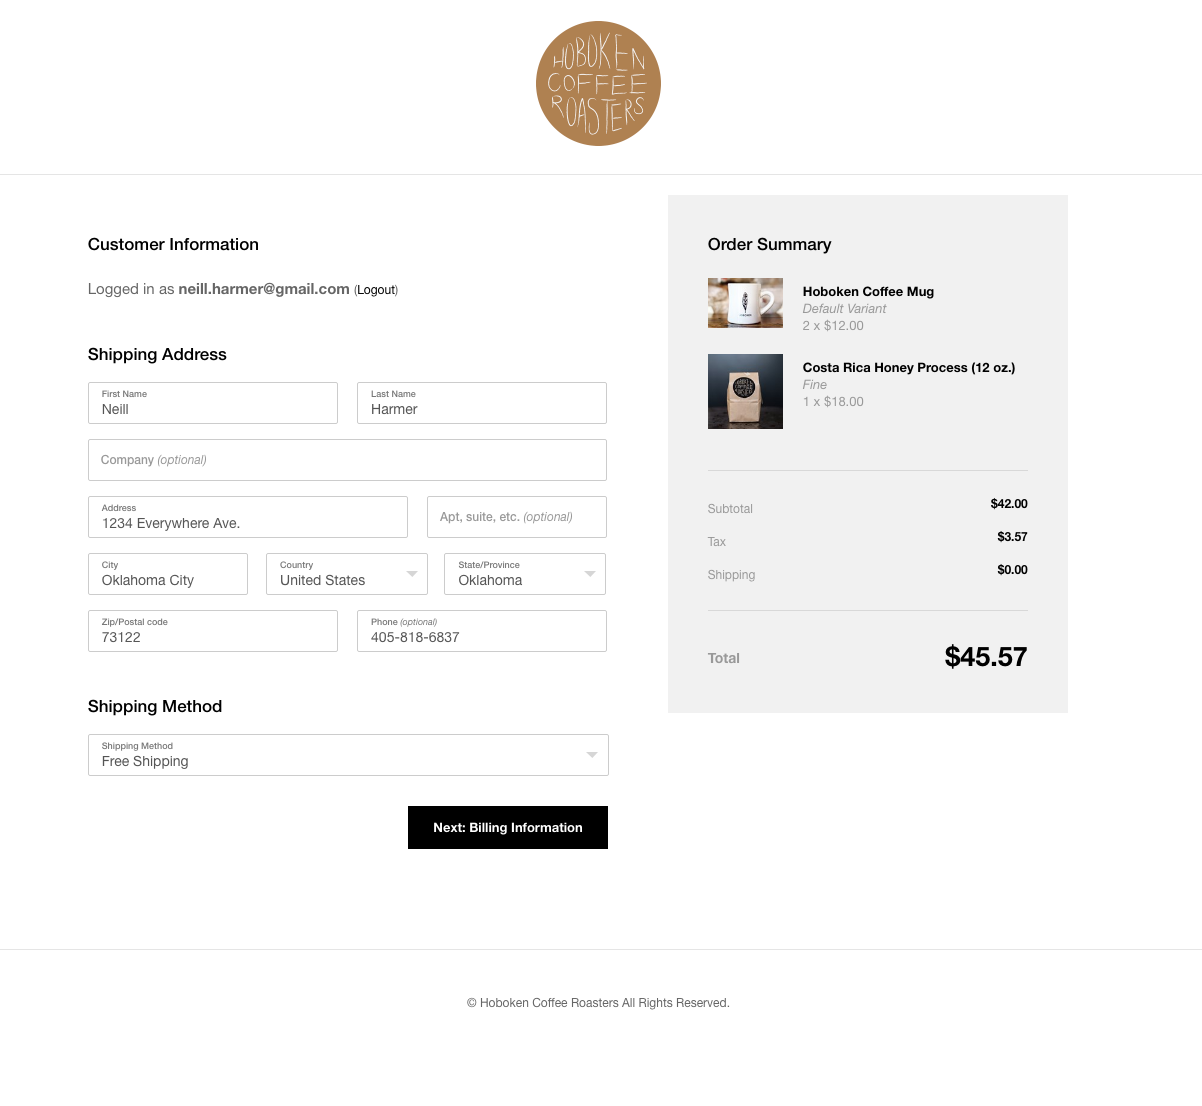 HOBOKEN
COFFEE
ROASTERS
Customer Information
Logged in as neill.harmer@gmail.com (Logout)
Shipping Address
First Name
Neill
Last Name
Harmer
Company (optional)
Address
1234 Everywhere Ave.
Apt, suite, etc. (optional)
City
Oklahoma City
Country
United States
State/Province
Oklahoma
Zip/Postal code
73122
Phone (optional)
405-818-6837
Shipping Method
Shipping Method
Free Shipping
Next: Billing Information
Order Summary
Hoboken Coffee Mug
Default Variant
2 x $12.00
HOBOKEN
COFFEE
ROASTERS
Costa Rica Honey Process (12 oz.)
Fine
1 x $18.00
Subtotal $42.00
Tax $3.57
Shipping $0.00
Total $45.57
© Hoboken Coffee Roasters All Rights Reserved.